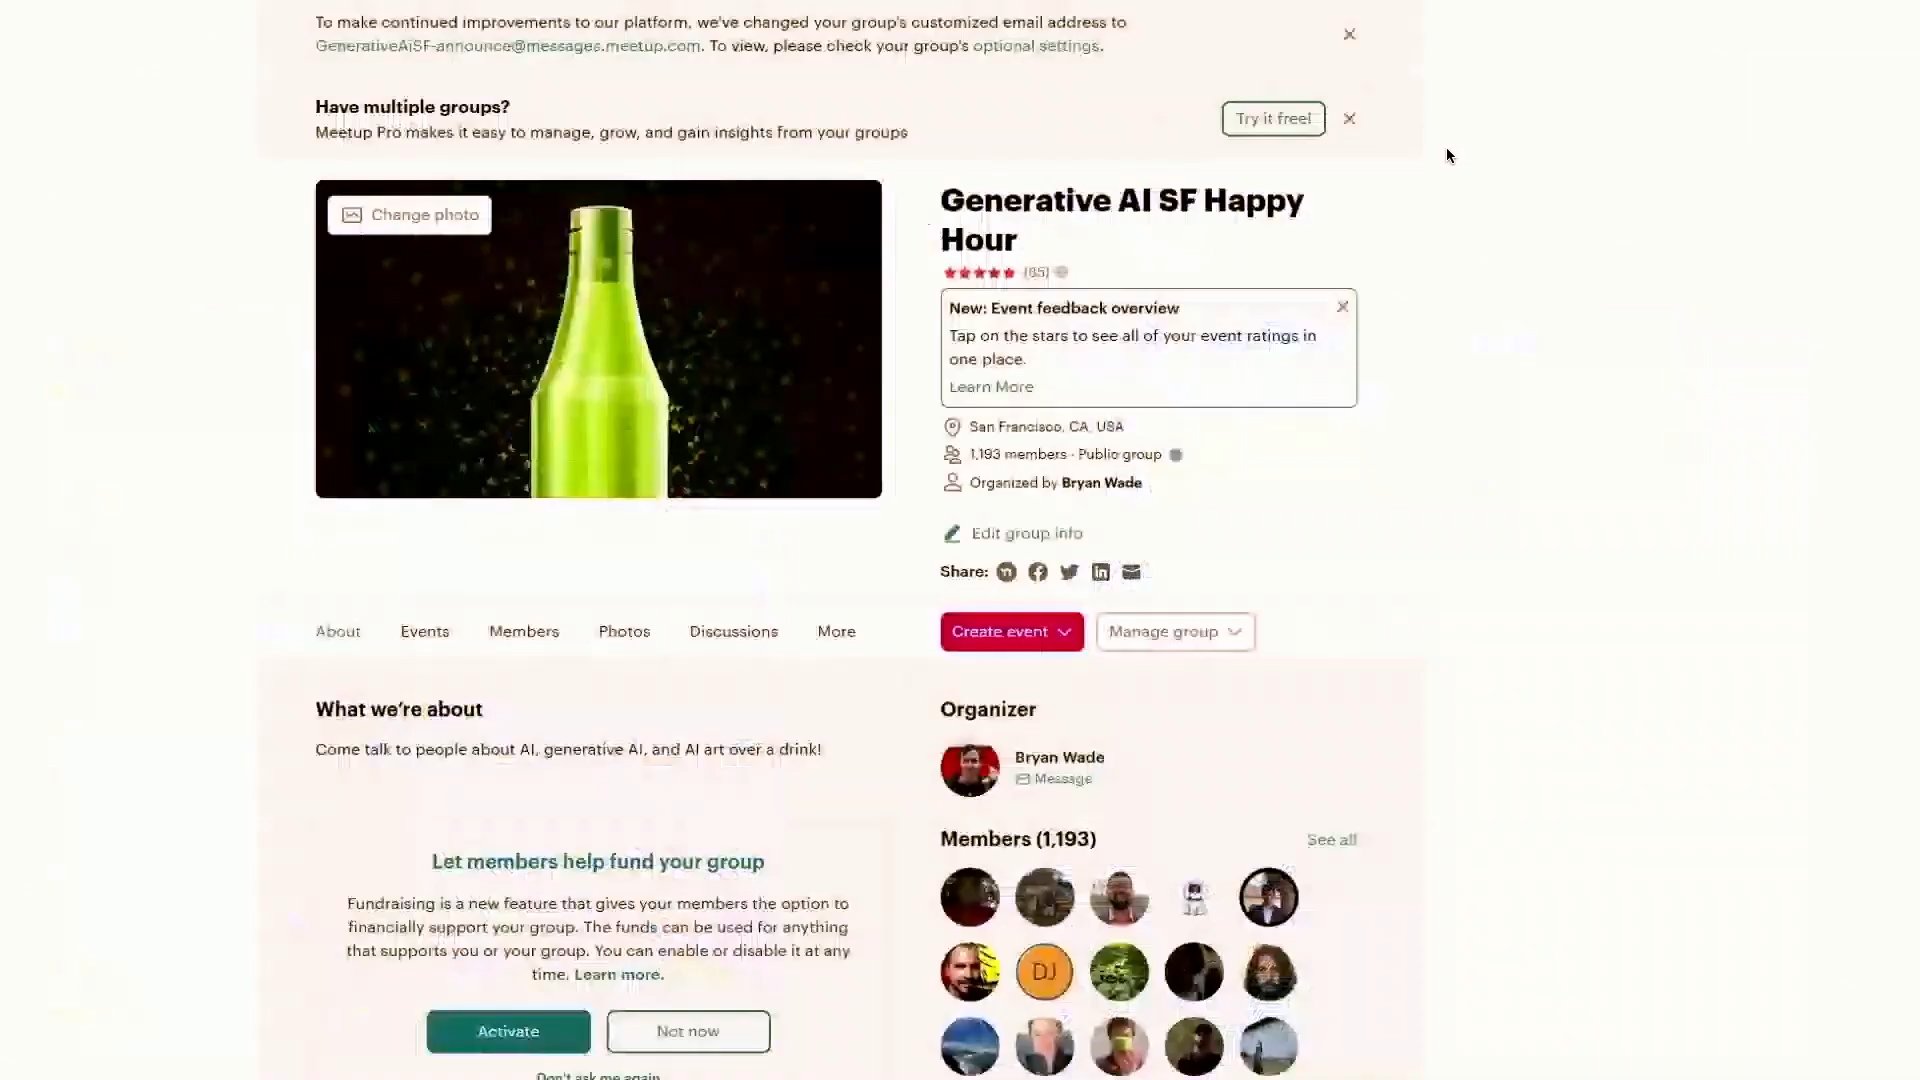 To make continued improvements to our platform, we've changed your group's customized email address to
GenerativeAiSF-announce@messages.meetup.com. To view, please check your group's optional settings.
Have multiple groups?
Meetup Pro makes it easy to manage, grow, and gain insights from your groups
Try it free!
Change photo
Generative AI SF Happy
Hour
(65)
New: Event feedback overview
Tap on the stars to see all of your event ratings in
one place.
Learn More
San Francisco, CA, USA
1,193 members · Public group
Organized by Bryan Wade
Edit group info
Share:
About
Events
Members
Photos
Discussions
More
Create event
Manage group
What we're about
Come talk to people about AI, generative AI, and AI art over a drink!
Organizer
Bryan Wade
Message
Members (1,193)
See all
Let members help fund your group
Fundraising is a new feature that gives your members the option to
financially support your group. The funds can be used for anything
that supports you or your group. You can enable or disable it at any
time. Learn more.
DJ
Activate
Not now
Don't ask me again